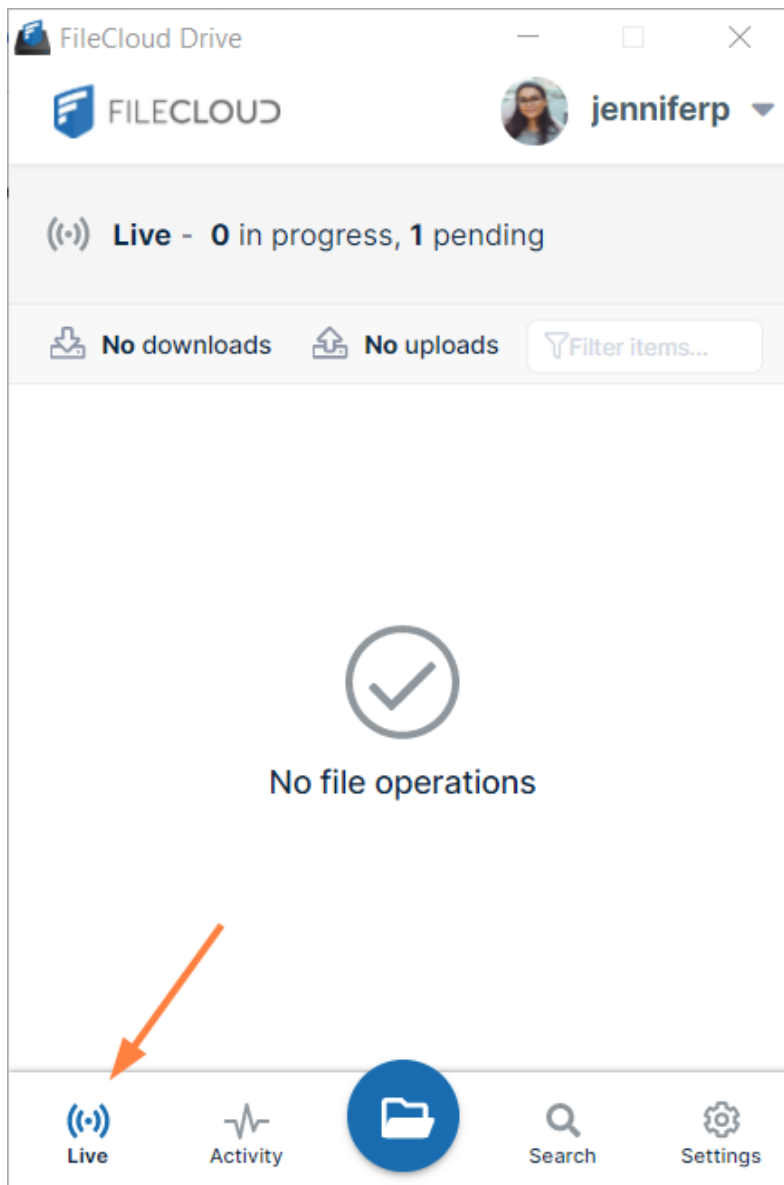 FileCloud Drive
FILECLOUD
jenniferp
Live - 0 in progress, 1 pending
No downloads No uploads Filter items...
No file operations
Live Activity Search Settings